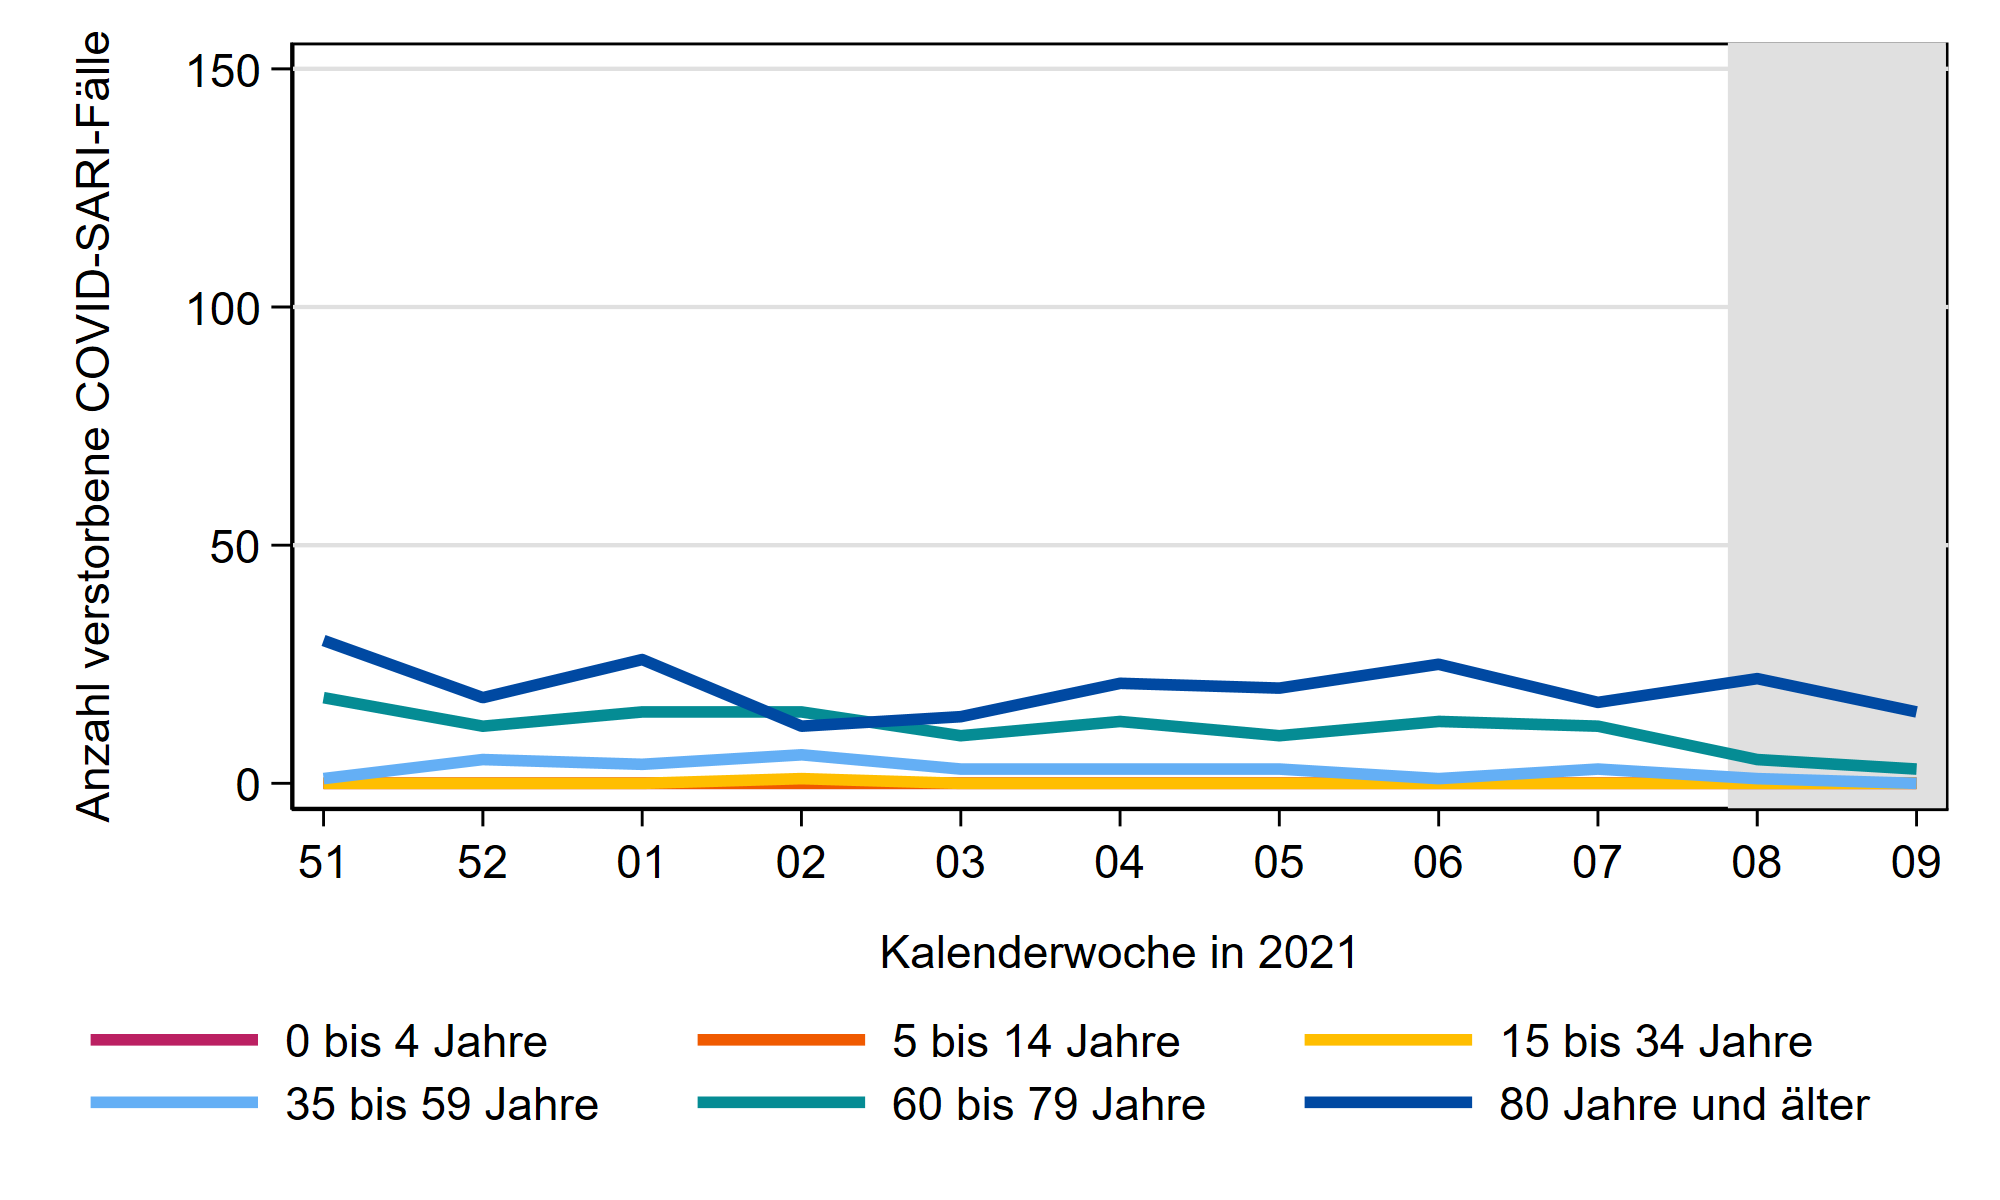 Anzahl verstorbene COVID-SARI-Fälle
150
100
50
0
51 52 01 02 03 04 05 06 07 08 09
Kalenderwoche in 2021
0 bis 4 Jahre 5 bis 14 Jahre 15 bis 34 Jahre
35 bis 59 Jahre 60 bis 79 Jahre 80 Jahre und älter